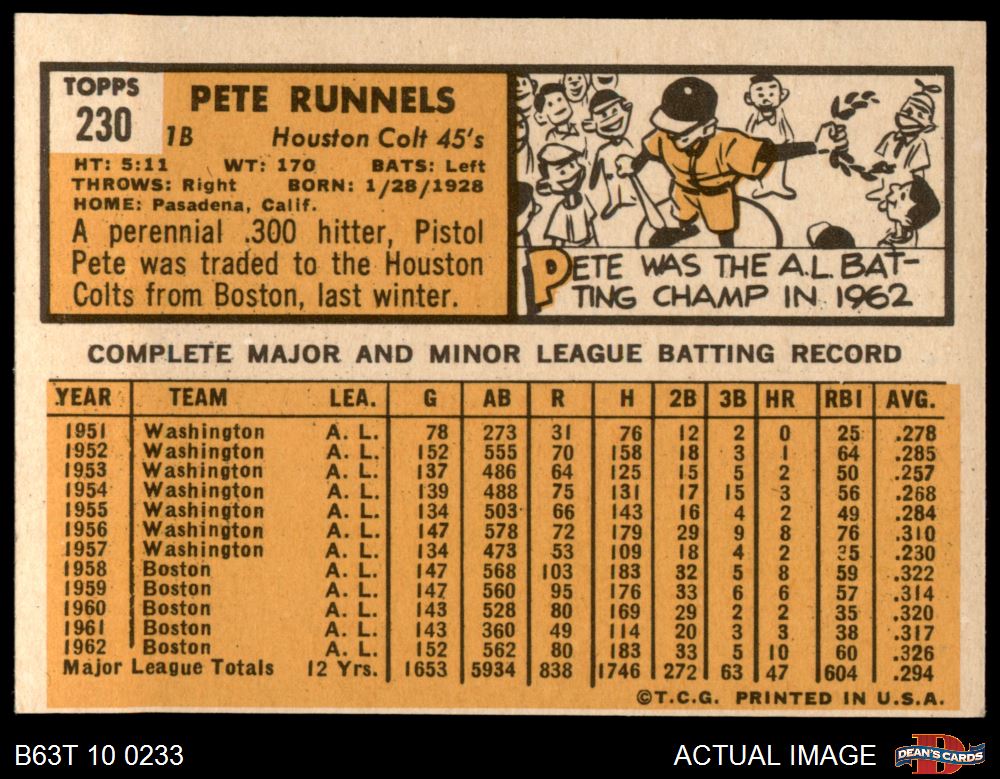 TOPPS
230
PETE RUNNELS
1B Houston Colt 45's
HT: 5:11 WT: 170 BATS: Left
THROWS: Right BORN: 1/28/1928
HOME: Pasadena, Calif.
A perennial .300 hitter, Pistol
Pete was traded to the Houston
Colts from Boston, last winter.
PETE WAS THE A.L. BAT-
TING CHAMP IN 1962
COMPLETE MAJOR AND MINOR LEAGUE BATTING RECORD
YEAR TEAM LEA. G AB R H 2B 3B HR RBI AVG.
1951 Washington A. L. 78 273 31 76 12 2 0 25 .278
1952 Washington A. L. 152 555 70 158 18 3 1 64 .285
1953 Washington A. L. 137 486 64 125 15 5 2 50 .257
1954 Washington A. L. 139 488 75 131 17 15 3 56 .268
1955 Washington A. L. 134 503 66 143 16 4 2 49 .284
1956 Washington A. L. 147 578 72 179 29 9 8 76 .310
1957 Washington A. L. 134 473 53 109 18 4 2 35 .230
1958 Boston A. L. 147 568 103 183 32 5 8 59 .322
1959 Boston A. L. 147 560 95 176 33 6 6 57 .314
1960 Boston A. L. 143 528 80 169 29 2 2 35 .320
1961 Boston A. L. 143 360 49 114 20 3 3 38 .317
1962 Boston A. L. 152 562 80 183 33 5 10 60 .326
Major League Totals 12 Yrs. 1653 5934 838 1746 272 63 47 604 .294
©T.C.G. PRINTED IN U.S.A.
B63T 10 0233
ACTUAL IMAGE
DEAN'S CARDS